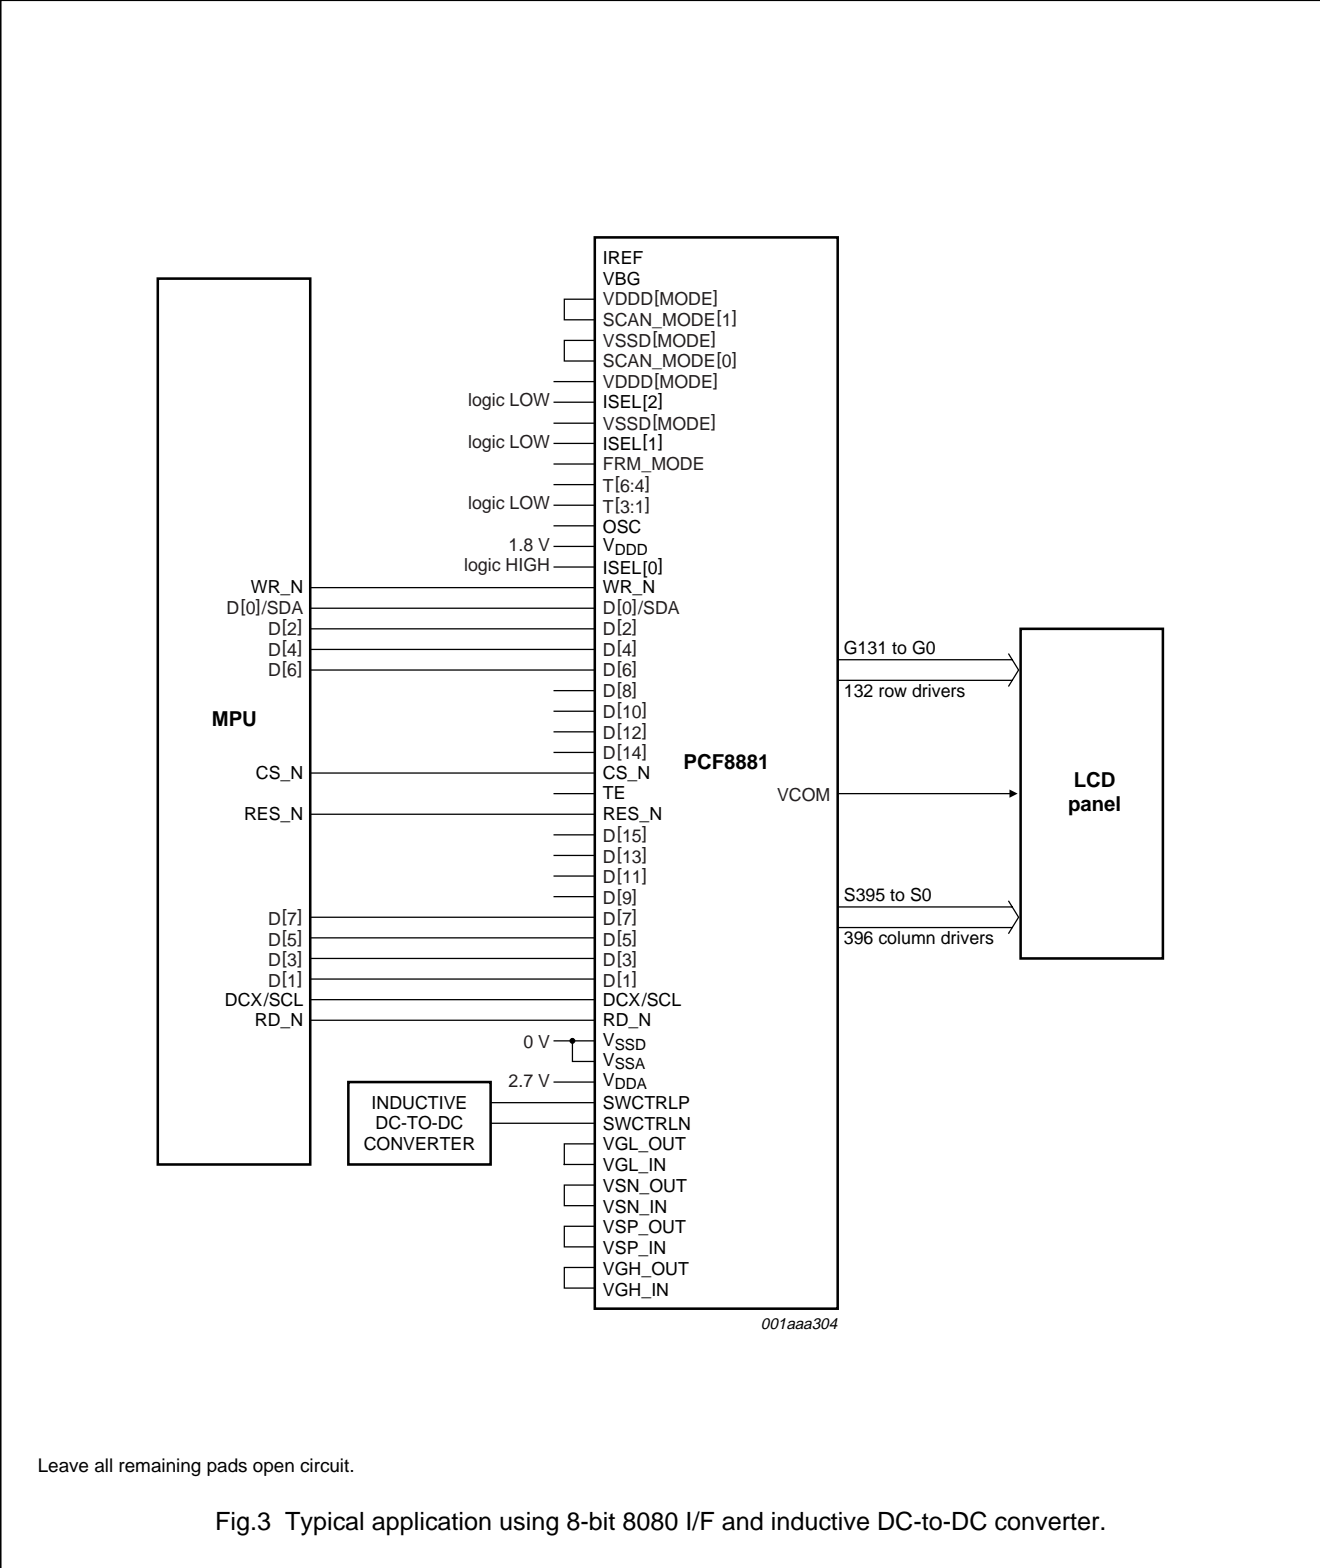 IREF
VBG
VDDD[MODE]
SCAN_MODE[1]
VSSD[MODE]
SCAN_MODE[0]
VDDD[MODE]
logic LOW ISEL[2]
VSSD[MODE]
logic LOW ISEL[1]
FRM_MODE
T[6:4]
logic LOW T[3:1]
OSC
1.8 V VDDD
logic HIGH ISEL[0]
WR_N WR_N
D[0]/SDA D[0]/SDA
D[2] D[2]
D[4] D[4]
D[6] D[6]
D[8]
D[10]
D[12]
D[14]
MPU
CS_N CS_N
TE
RES_N RES_N
D[15]
D[13]
D[11]
D[9]
D[7] D[7]
D[5] D[5]
D[3] D[3]
D[1] D[1]
DCX/SCL DCX/SCL
RD_N RD_N
0 V VSSD
VSSA
2.7 V VDDA
SWCTRLP
SWCTRLN
VGL_OUT
VGL_IN
VSN_OUT
VSN_IN
VSP_OUT
VSP_IN
VGH_OUT
VGH_IN
INDUCTIVE
DC-TO-DC
CONVERTER
PCF8881
G131 to G0
132 row drivers
VCOM
S395 to S0
396 column drivers
LCD
panel
001aaa304
Leave all remaining pads open circuit.
Fig.3 Typical application using 8-bit 8080 I/F and inductive DC-to-DC converter.